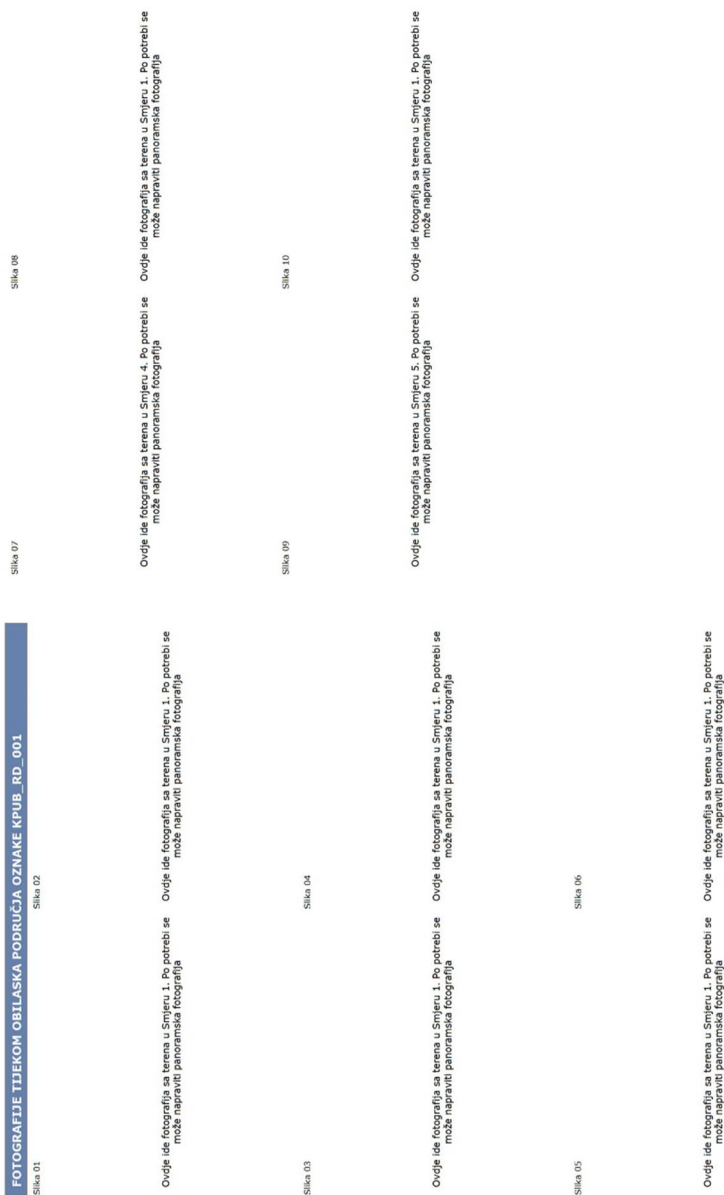 FOTOGRAFIJE TIJEKOM OBILASKA PODRUČJA OZNAKE KPUB_RD_001
Slika 01
Ovdje ide fotografija sa terena u Smjeru 1. Po potrebi se
može napraviti panoramska fotografija
Slika 02
Ovdje ide fotografija sa terena u Smjeru 1. Po potrebi se
može napraviti panoramska fotografija
Slika 03
Ovdje ide fotografija sa terena u Smjeru 1. Po potrebi se
može napraviti panoramska fotografija
Slika 04
Ovdje ide fotografija sa terena u Smjeru 1. Po potrebi se
može napraviti panoramska fotografija
Slika 05
Ovdje ide fotografija sa terena u Smjeru 1. Po potrebi se
može napraviti panoramska fotografija
Slika 06
Ovdje ide fotografija sa terena u Smjeru 1. Po potrebi se
može napraviti panoramska fotografija
Slika 07
Ovdje ide fotografija sa terena u Smjeru 4. Po potrebi se
može napraviti panoramska fotografija
Slika 08
Ovdje ide fotografija sa terena u Smjeru 1. Po potrebi se
može napraviti panoramska fotografija
Slika 09
Ovdje ide fotografija sa terena u Smjeru 5. Po potrebi se
može napraviti panoramska fotografija
Slika 10
Ovdje ide fotografija sa terena u Smjeru 1. Po potrebi se
može napraviti panoramska fotografija